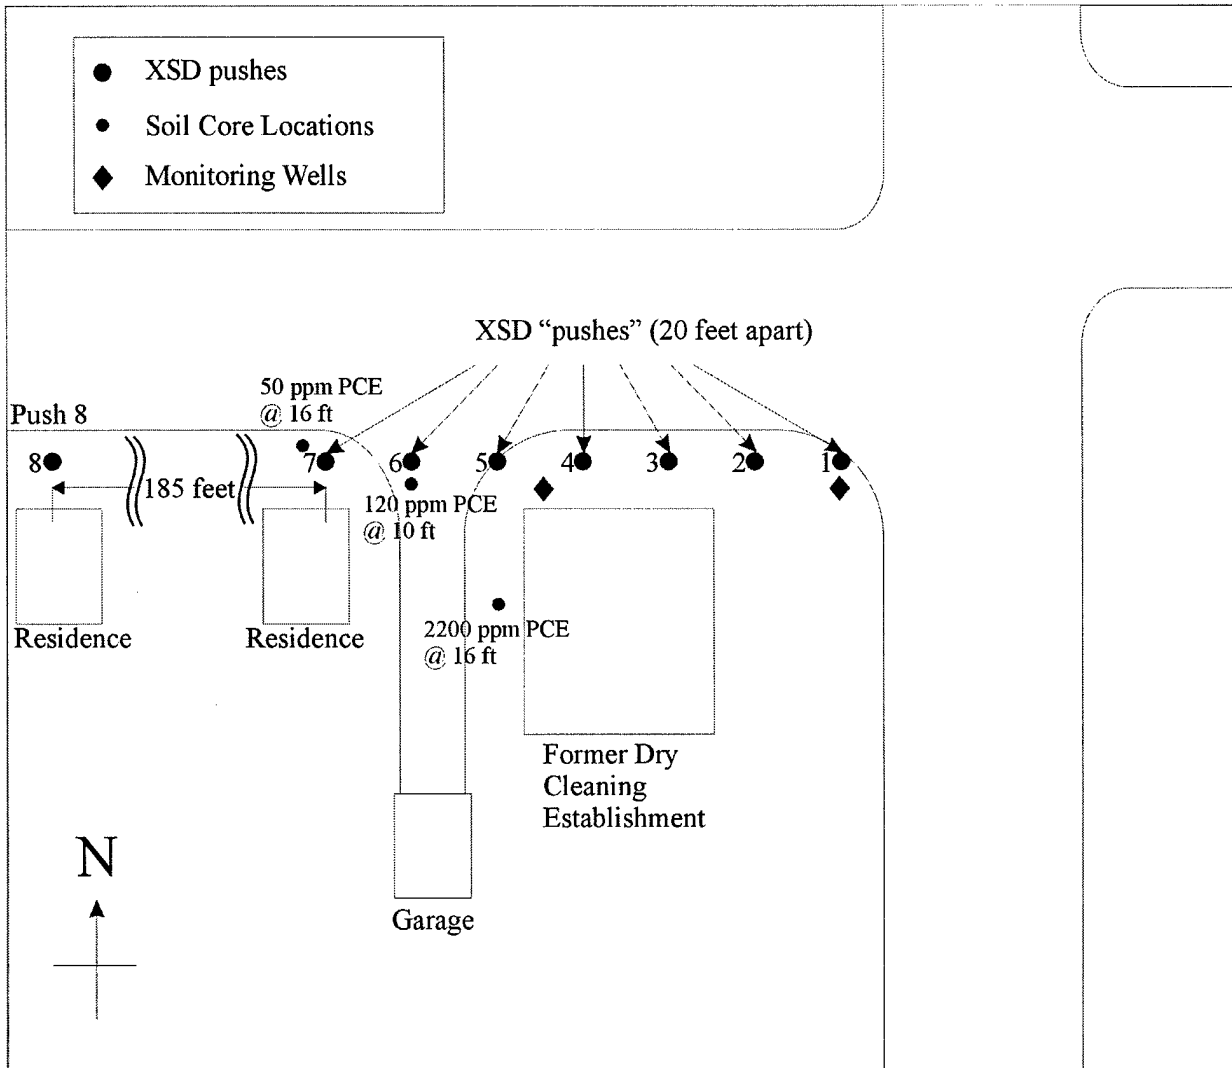 XSD pushes
Soil Core Locations
Monitoring Wells
XSD “pushes” (20 feet apart)
50 ppm PCE
@ 16 ft
Push 8
8
7
6
5
4
3
2
1
185 feet
120 ppm PCE
@ 10 ft
Residence
Residence
2200 ppm PCE
@ 16 ft
Former Dry
Cleaning
Establishment
N
Garage